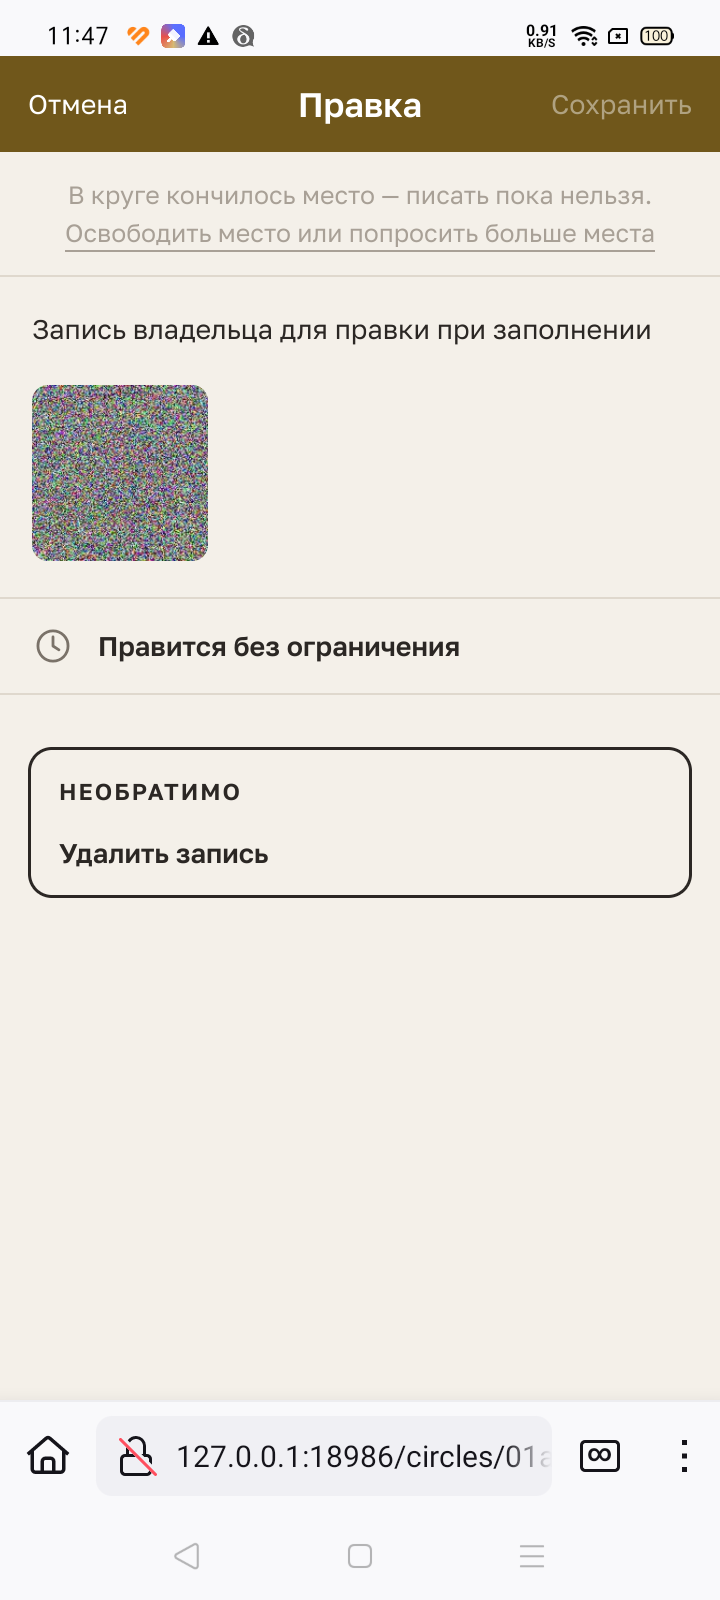 11:47
0.91
KB/S
100
Отмена
Правка
Сохранить
В круге кончилось место — писать пока нельзя.
Освободить место или попросить больше места
Запись владельца для правки при заполнении
Правится без ограничения
НЕОБРАТИМО
Удалить запись
127.0.0.1:18986/circles/01a